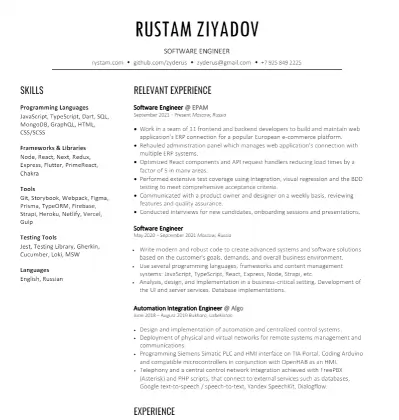 RUSTAM ZIYADOV
SOFTWARE ENGINEER
rystam.com • github.com/zyderus • zyderus@gmail.com • +7 925 849 2225
SKILLS
Programming Languages
JavaScript, TypeScript, Dart, SQL,
MongoDB, GraphQL, HTML,
CSS/SCSS
Frameworks & Libraries
Node, React, Next, Redux,
Express, Flutter, PrimeReact,
Chakra
Tools
Git, Storybook, Webpack, Figma,
Prisma, TypeORM, Firebase,
Strapi, Heroku, Netlify, Vercel,
Gulp
Testing Tools
Jest, Testing Library, Gherkin,
Cucumber, Loki, MSW
Languages
English, Russian
RELEVANT EXPERIENCE
Software Engineer @ EPAM
September 2021 – Present Moscow, Russia
• Work in a team of 11 frontend and backend developers to build and maintain web
application's ERP connection for a popular European e-commerce platform.
• Rehauled administration panel which manages web application's connection with
multiple ERP systems.
• Optimised React components and API request handlers reducing load times by a
factor of 5 in many areas.
• Performed extensive test coverage using integration, visual regression and the BDD
testing to meet comprehensive acceptance criteria.
• Communicated with a product owner and designer on a weekly basis, reviewing
features and quality assurance.
• Conducted interviews for new candidates, onboarding sessions and presentations.
Software Engineer
May 2020 – September 2021 Moscow, Russia
• Write modern and robust code to create advanced systems and software solutions
based on the customer's goals, demands, and overall business environment.
• Use several programming languages, frameworks and content management
systems: JavaScript, TypeScript, React, Express, Node, Strapi, etc.
• Analysis, design, and implementation in a business-critical setting. Development of
the UI and server services. Database implementations.
Automation Integration Engineer @ Algo
June 2018 – August 2019 Bukhara, Uzbekistan
• Design and implementation of automation and centralized control systems.
• Deployment of physical and virtual networks for remote systems management and
communications.
• Programming Siemens Simatic PLC and HMI interface on TIA Portal. Coding Arduino
and compatible microcontrollers in conjunction with OpenHAB as an HMI.
• Telephony and a central control network integration achieved with FreePBX
(Asterisk) and PHP scripts, that connect to external services such as databases,
Google text-to-speech / speech-to-text, Yandex SpeechKit, Dialogflow.
EXPERIENCE